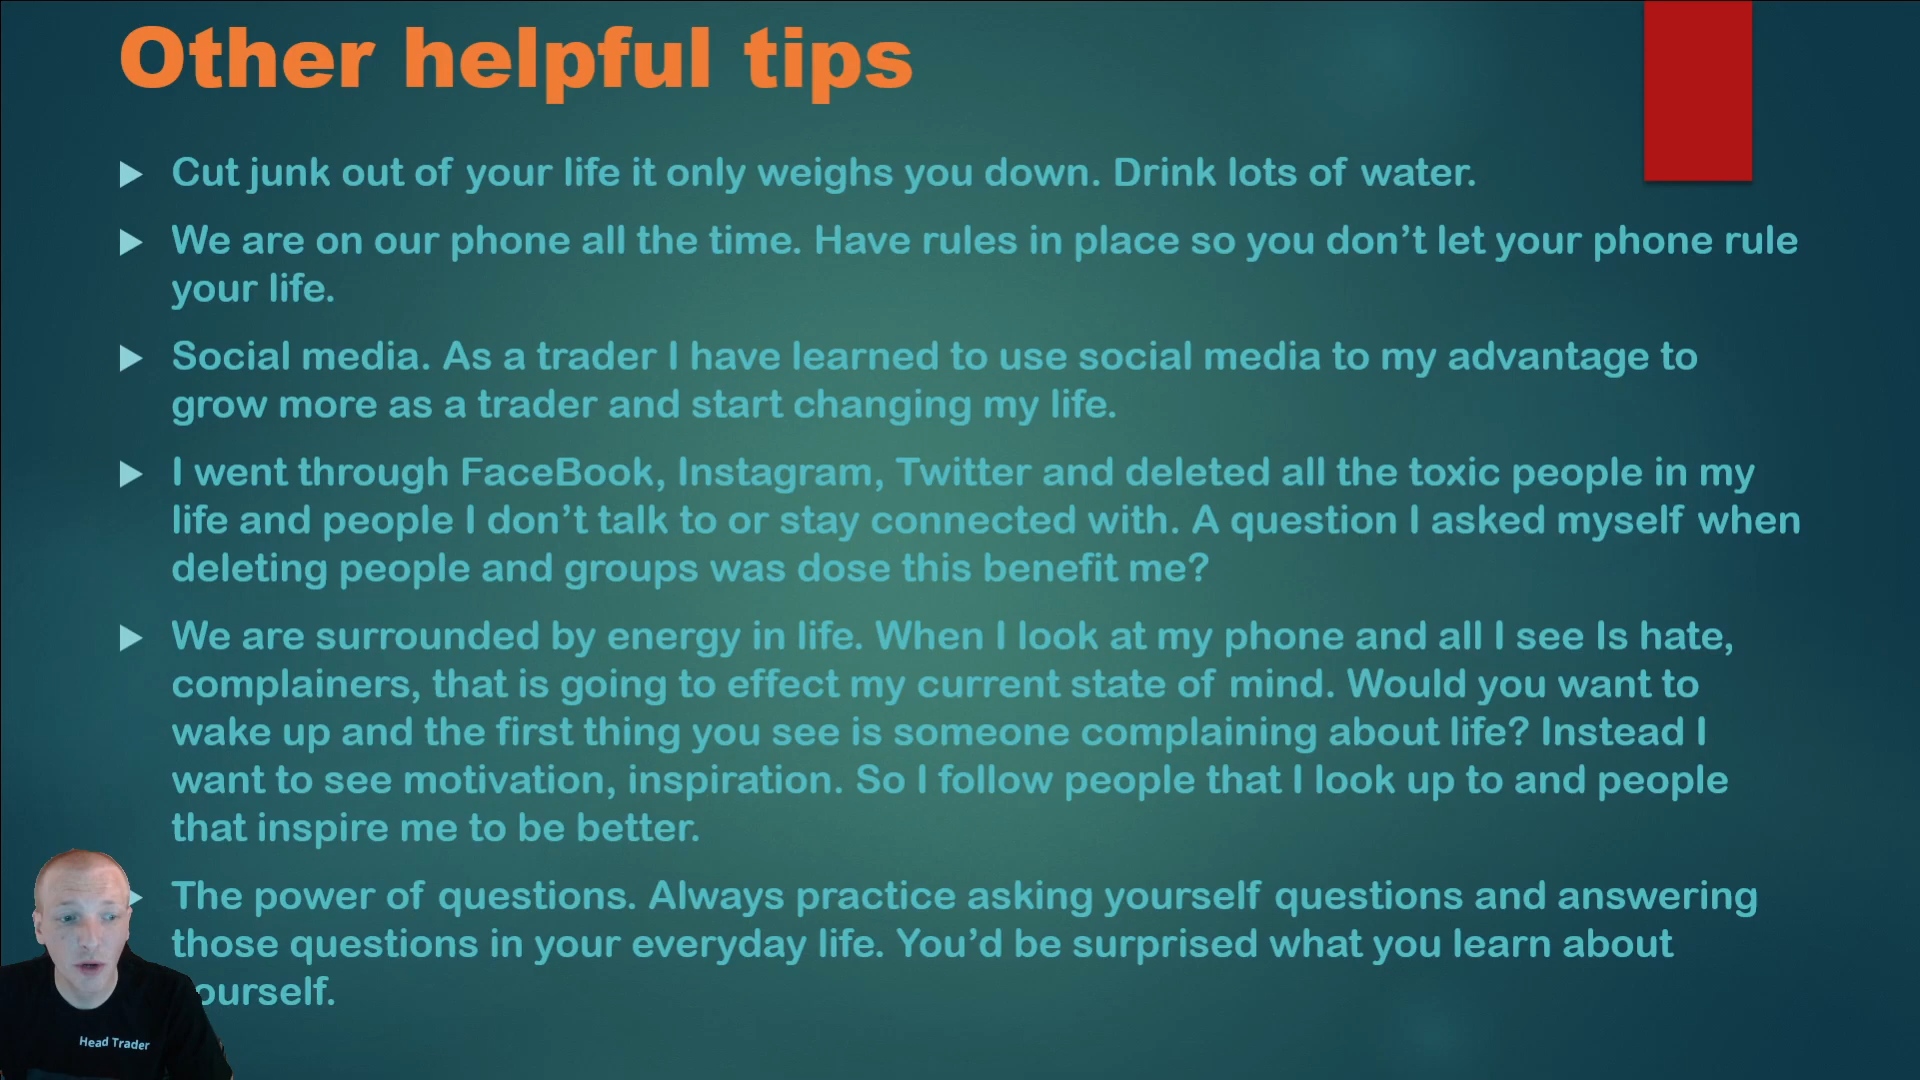 Other helpful tips
Cut junk out of your life it only weighs you down. Drink lots of water.
We are on our phone all the time. Have rules in place so you don’t let your phone rule
your life.
Social media. As a trader I have learned to use social media to my advantage to
grow more as a trader and start changing my life.
I went through FaceBook, Instagram, Twitter and deleted all the toxic people in my
life and people I don’t talk to or stay connected with. A question I asked myself when
deleting people and groups was dose this benefit me?
We are surrounded by energy in life. When I look at my phone and all I see Is hate,
complainers, that is going to effect my current state of mind. Would you want to
wake up and the first thing you see is someone complaining about life? Instead I
want to see motivation, inspiration. So I follow people that I look up to and people
that inspire me to be better.
The power of questions. Always practice asking yourself questions and answering
those questions in your everyday life. You’d be surprised what you learn about
ourself.
Head Trader